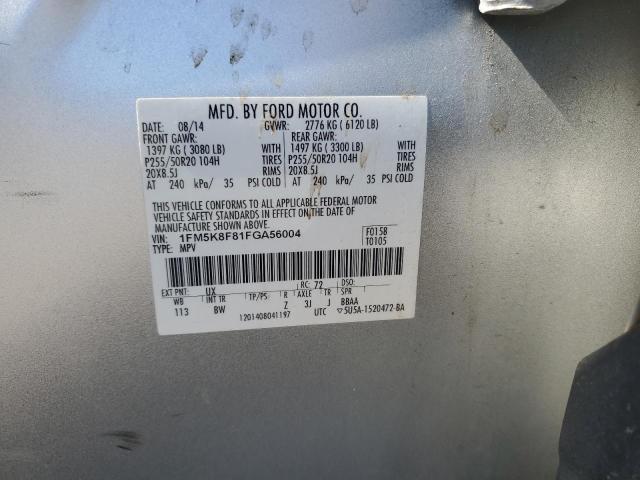 MFD. BY FORD MOTOR CO.
DATE: 08/14 GVWR: 2776 KG ( 6120 LB)
FRONT GAWR: REAR GAWR:
1397 KG ( 3080 LB) WITH 1497 KG ( 3300 LB) WITH
P255/50R20 104H TIRES P255/50R20 104H TIRES
20X8.5J RIMS 20X8.5J RIMS
AT 240 kPa/ 35 PSI COLD AT 240 kPa/ 35 PSI COLD
THIS VEHICLE CONFORMS TO ALL APPLICABLE FEDERAL MOTOR
VEHICLE SAFETY STANDARDS IN EFFECT ON THE DATE OF
MANUFACTURE SHOWN ABOVE.
VIN: 1FM5K8F81FGA56004 F0158
TYPE: MPV T0105
EXT PNT: UX RC: 72 DSO:
WB INT TR TP/PS R AXLE TR SPR
113 BW Z 3J J BBAA
1201408041197 UTC ▽5U5A-1520472-BA